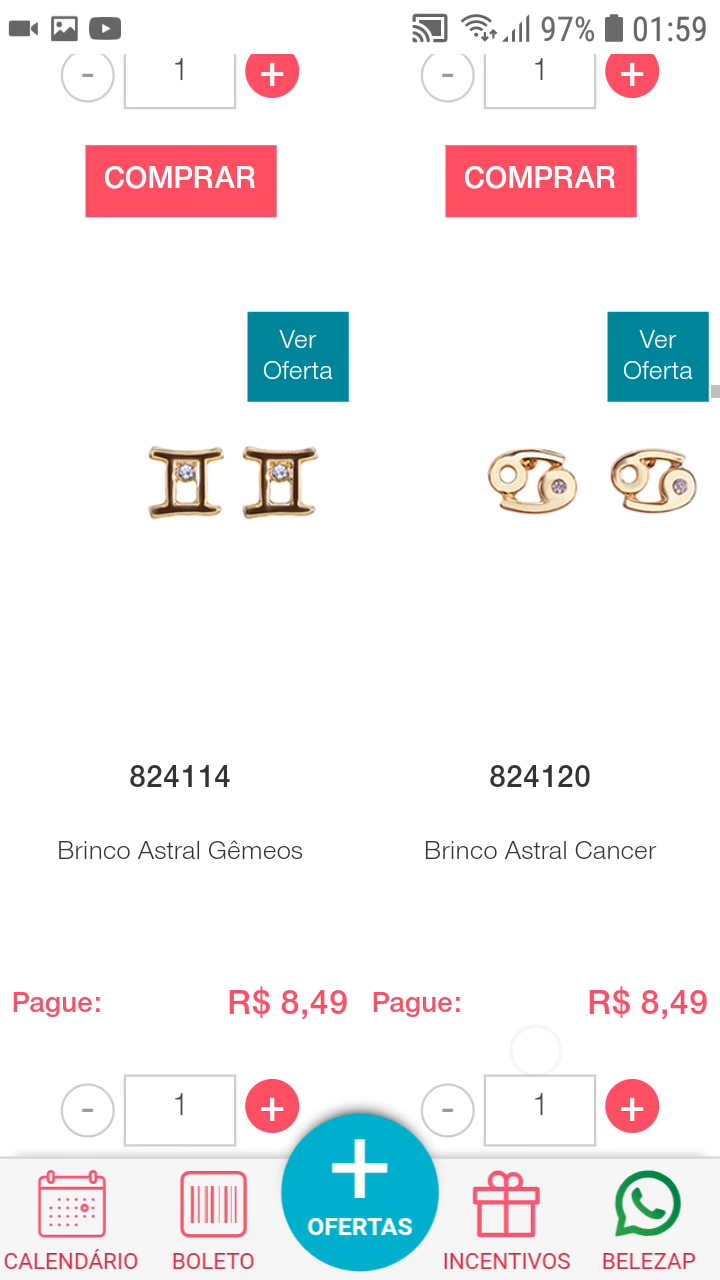 97% 01:59
- 1 + - 1 +
COMPRAR COMPRAR
Ver
Oferta
Ver
Oferta
824114
Brinco Astral Gêmeos
Pague: R$ 8,49
824120
Brinco Astral Cancer
Pague: R$ 8,49
- 1 + - 1 +
CALENDÁRIO
BOLETO
OFERTAS
INCENTIVOS
BELEZAP